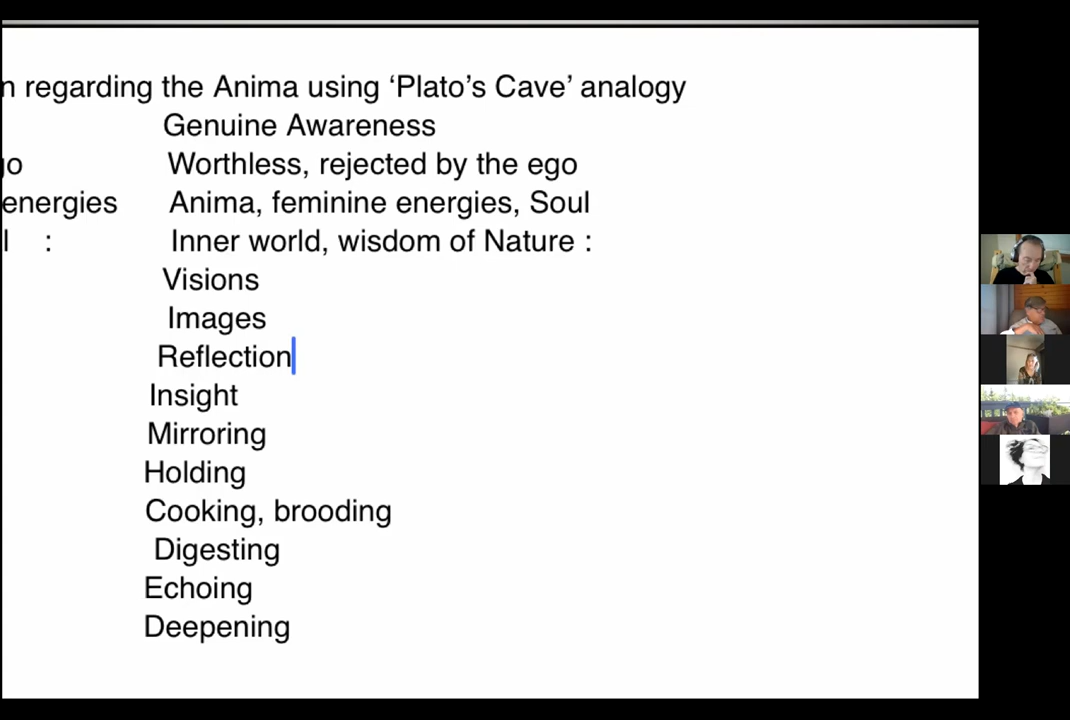 n regarding the Anima using ‘Plato’s Cave’ analogy
Genuine Awareness
go Worthless, rejected by the ego
energies Anima, feminine energies, Soul
l : Inner world, wisdom of Nature :
Visions
Images
Reflection
Insight
Mirroring
Holding
Cooking, brooding
Digesting
Echoing
Deepening